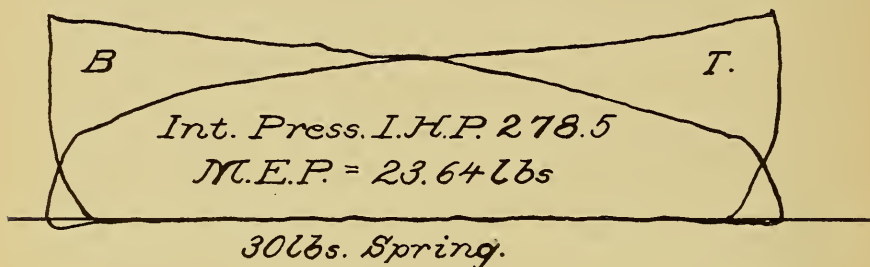 B T.
Int. Press. I.H.P. 278.5
M.E.P. = 23.64 lbs
30 lbs. Spring.